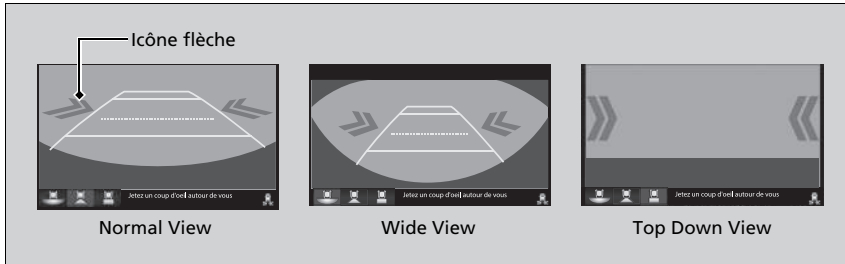 Icône flèche
Jetez un coup d'oeil autour de vous
Jetez un coup d'oeil autour de vous
Jetez un coup d'oeil autour de vous
Normal View
Wide View
Top Down View